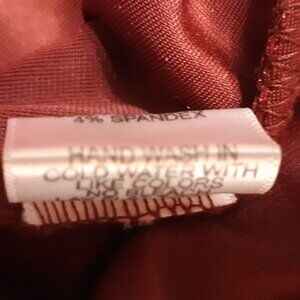 4% SPANDEX
HAND WASH IN
COLD WATER WITH
LIKE COLORS